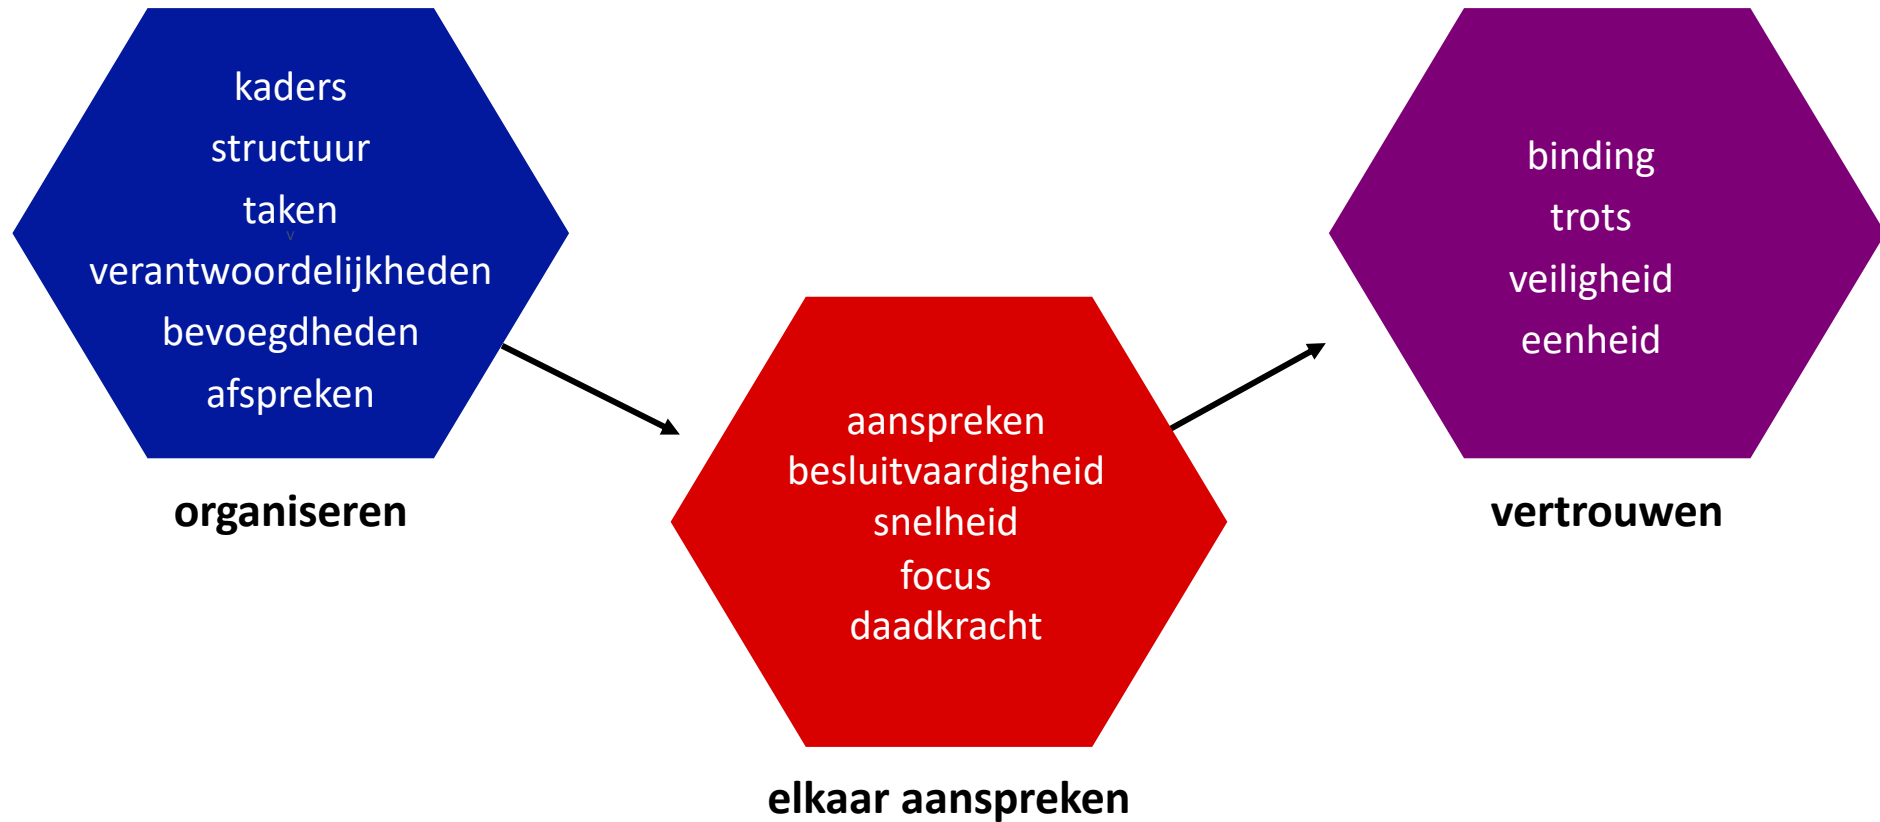 kaders
structuur
taken
v
verantwoordelijkheden
bevoegdheden
afspreken
organiseren
aanspreken
besluitvaardigheid
snelheid
focus
daadkracht
elkaar aanspreken
binding
trots
veiligheid
eenheid
vertrouwen